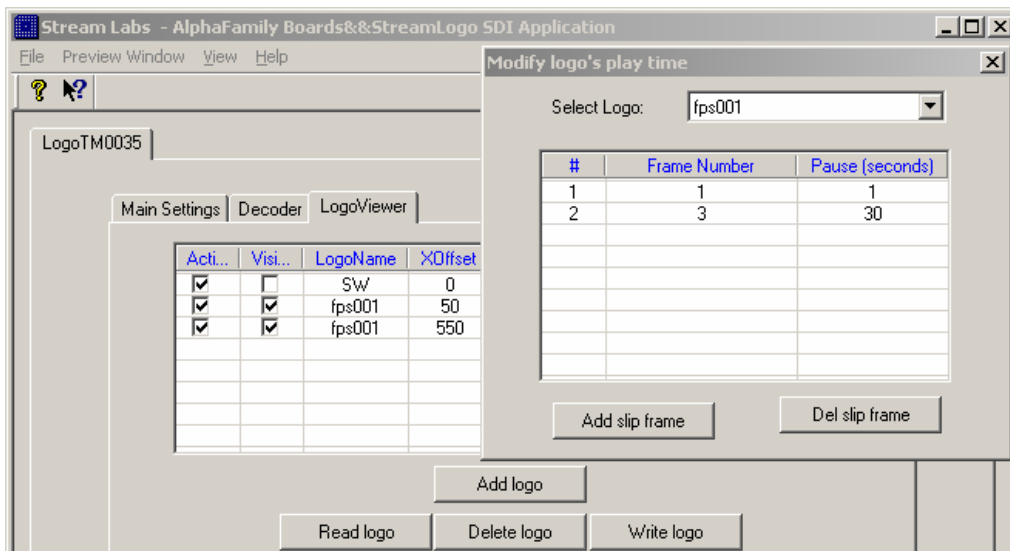 Stream Labs - AlphaFamily Boards&&StreamLogo SDI Application
File Preview Window View Help
LogoTM0035
Main Settings Decoder LogoViewer
Acti... Visi... LogoName XOffset
SW 0
fps001 50
fps001 550
Add logo
Read logo Delete logo Write logo
Modify logo's play time
Select Logo: fps001
# Frame Number Pause (seconds)
1 1 1
2 3 30
Add slip frame Del slip frame